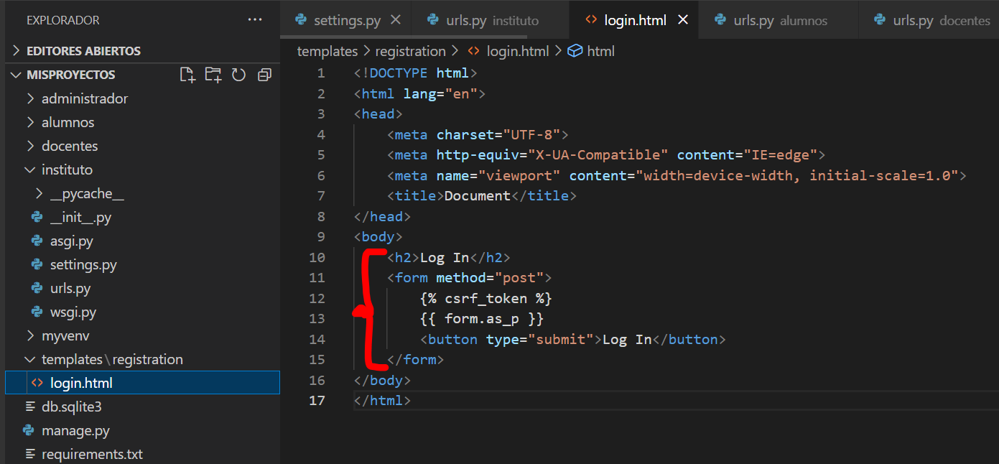 EXPLORADOR ···
EDITORES ABIERTOS
MISPROYECTOS
administrador
alumnos
docentes
instituto
__pycache__
__init__.py
asgi.py
settings.py
urls.py
wsgi.py
myvenv
templates\registration
login.html
db.sqlite3
manage.py
requirements.txt
settings.py urls.py instituto login.html urls.py alumnos urls.py docentes
templates > registration > login.html > html
1 <!DOCTYPE html>
2 <html lang="en">
3 <head>
4 <meta charset="UTF-8">
5 <meta http-equiv="X-UA-Compatible" content="IE=edge">
6 <meta name="viewport" content="width=device-width, initial-scale=1.0">
7 <title>Document</title>
8 </head>
9 <body>
10 <h2>Log In</h2>
11 <form method="post">
12 {% csrf_token %}
13 {{ form.as_p }}
14 <button type="submit">Log In</button>
15 </form>
16 </body>
17 </html>